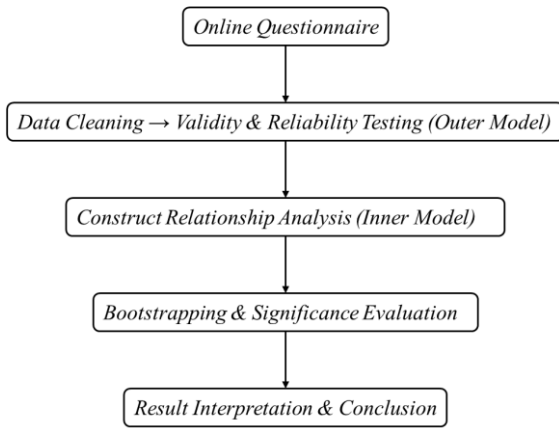 Online Questionnaire
Data Cleaning → Validity & Reliability Testing (Outer Model)
Construct Relationship Analysis (Inner Model)
Bootstrapping & Significance Evaluation
Result Interpretation & Conclusion